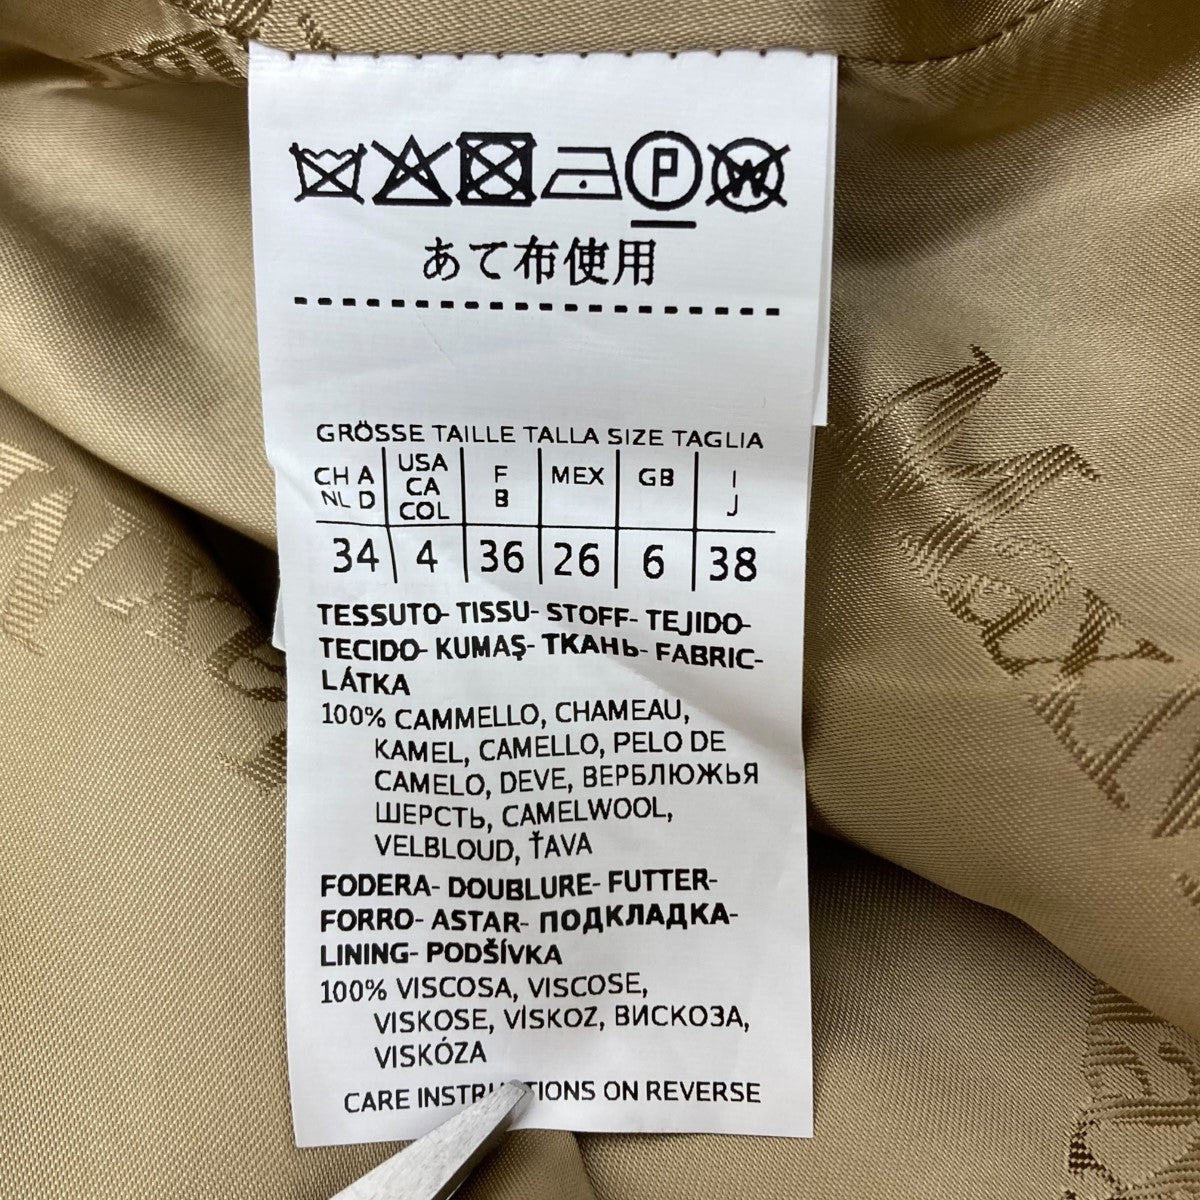 P W
あて布使用
GRÖSSE TAILLE TALLA SIZE TAGLIA
CH A NL D | USA CA COL | F B | MEX | GB | I J
34 | 4 | 36 | 26 | 6 | 38
TESSUTO- TISSU- STOFF- TEJIDO-
TECIDO- KUMAŞ- ТКАНЬ- FABRIC-
LÁTKA
100% CAMMELLO, CHAMEAU,
KAMEL, CAMELLO, PELO DE
CAMELO, DEVE, ВЕРБЛЮЖЬЯ
ШЕРСТЬ, CAMELWOOL,
VELBLOUD, ŤAVA
FODERA- DOUBLURE- FUTTER-
FORRO- ASTAR- ПОДКЛАДКА-
LINING- PODŠÍVKA
100% VISCOSA, VISCOSE,
VISKOSE, VİSKOZ, ВИСКОЗА,
VISKÓZA
CARE INSTRUCTIONS ON REVERSE
MaxM